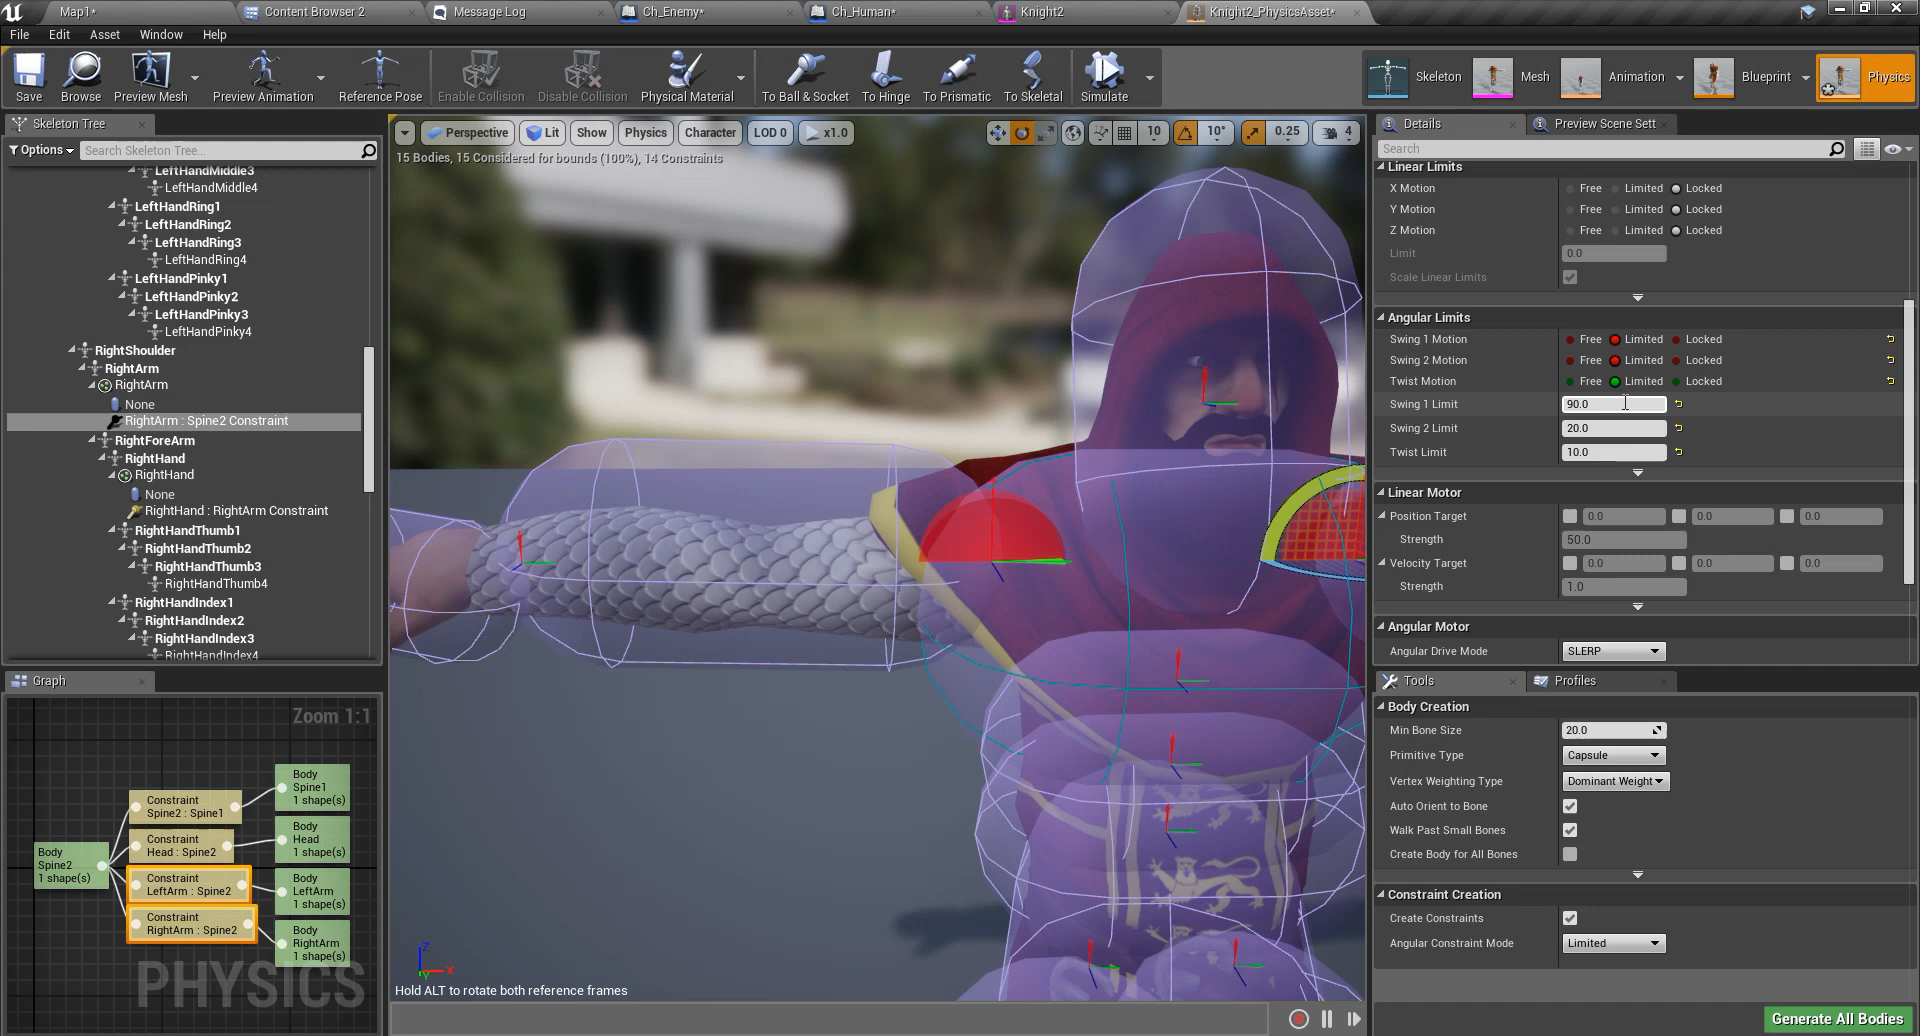 Map1*
Content Browser 2
Message Log
Ch_Enemy*
Ch_Human*
Knight2
Knight2_PhysicsAsset*
File Edit Asset Window Help
Save
Browse
Preview Mesh
Preview Animation
Reference Pose
Enable Collision
Disable Collision
Physical Material
To Ball & Socket
To Hinge
To Prismatic
To Skeletal
Simulate
Skeleton
Mesh
Animation
Blueprint
Physics
Skeleton Tree
Options
Search Skeleton Tree...
LeftHandMiddle3
LeftHandMiddle4
LeftHandRing1
LeftHandRing2
LeftHandRing3
LeftHandRing4
LeftHandPinky1
LeftHandPinky2
LeftHandPinky3
LeftHandPinky4
RightShoulder
RightArm
RightArm
None
RightArm : Spine2 Constraint
RightForeArm
RightHand
RightHand
None
RightHand : RightArm Constraint
RightHandThumb1
RightHandThumb2
RightHandThumb3
RightHandThumb4
RightHandIndex1
RightHandIndex2
RightHandIndex3
RightHandIndex4
Graph
Zoom 1:1
Body
Spine2
1 shape(s)
Constraint
Spine2 : Spine1
Constraint
Head : Spine2
Constraint
LeftArm : Spine2
Constraint
RightArm : Spine2
Body
Spine1
1 shape(s)
Body
Head
1 shape(s)
Body
LeftArm
1 shape(s)
Body
RightArm
1 shape(s)
PHYSICS
Perspective Lit Show Physics Character LOD 0 x1.0
10 10° 0.25 4
15 Bodies, 15 Considered for bounds (100%), 14 Constraints
Z
X
Y
Hold ALT to rotate both reference frames
Details
Preview Scene Sett
Search
Linear Limits
X Motion Free Limited Locked
Y Motion Free Limited Locked
Z Motion Free Limited Locked
Limit 0.0
Scale Linear Limits
Angular Limits
Swing 1 Motion Free Limited Locked
Swing 2 Motion Free Limited Locked
Twist Motion Free Limited Locked
Swing 1 Limit 90.0
Swing 2 Limit 20.0
Twist Limit 10.0
Linear Motor
Position Target 0.0 0.0 0.0
Strength 50.0
Velocity Target 0.0 0.0 0.0
Strength 1.0
Angular Motor
Angular Drive Mode SLERP
Tools
Profiles
Body Creation
Min Bone Size 20.0
Primitive Type Capsule
Vertex Weighting Type Dominant Weight
Auto Orient to Bone
Walk Past Small Bones
Create Body for All Bones
Constraint Creation
Create Constraints
Angular Constraint Mode Limited
Generate All Bodies